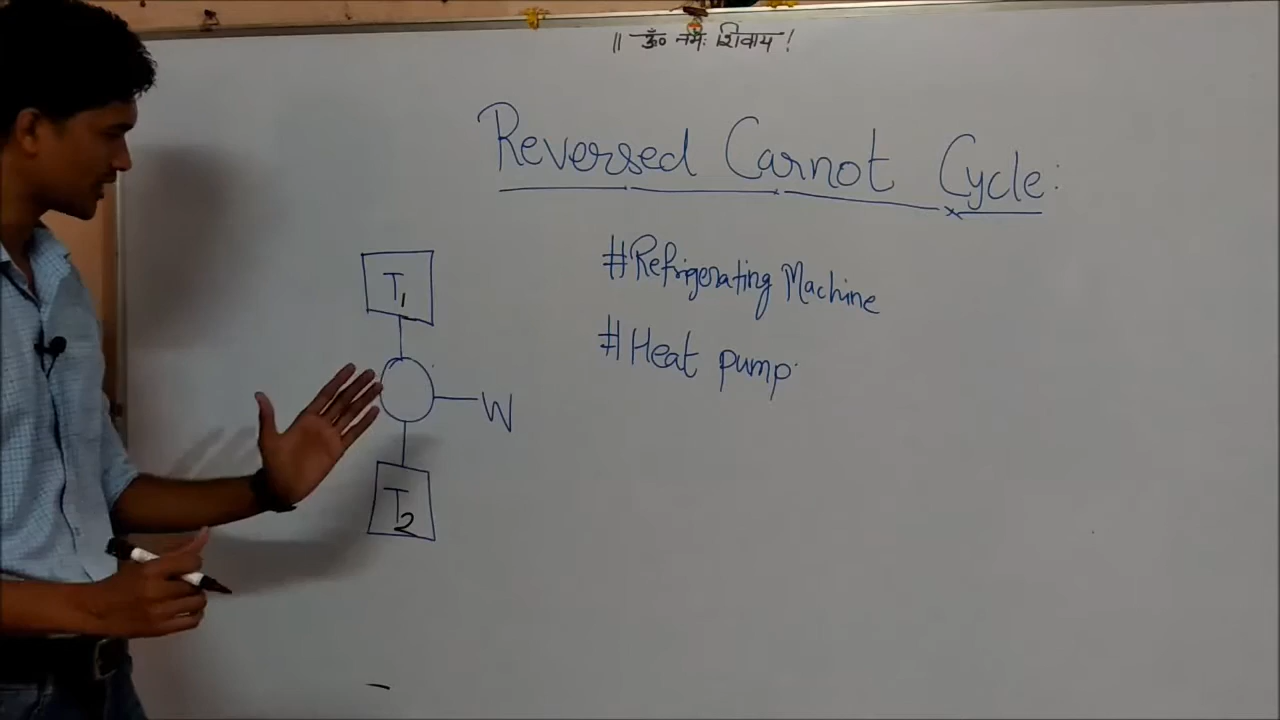 || ॐ नमः शिवाय !
Reversed Carnot Cycle:
#Refrigerating Machine
#Heat pump
T1
W
T2